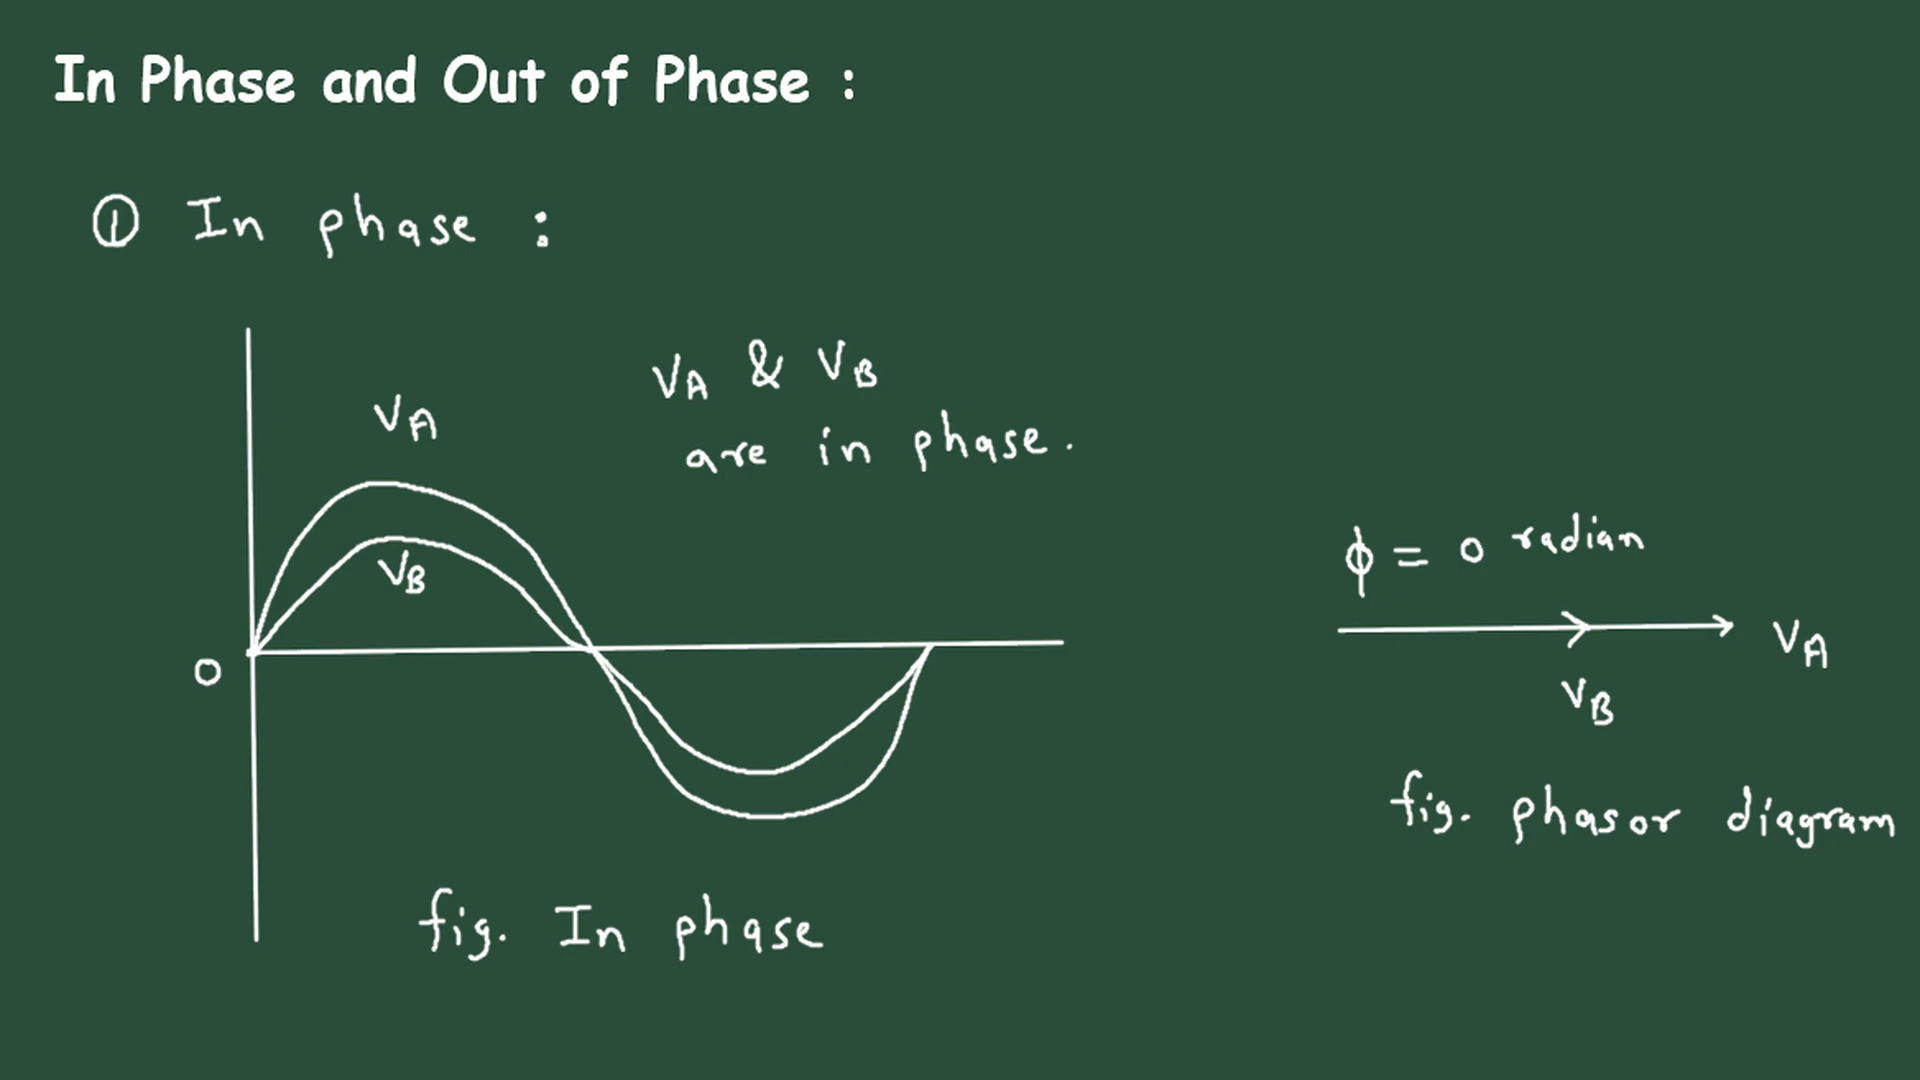 In Phase and Out of Phase :
① In phase :
VA & VB
are in phase.
VA
VB
O
fig. In phase
ϕ = 0 radian
VA
VB
fig. phasor diagram